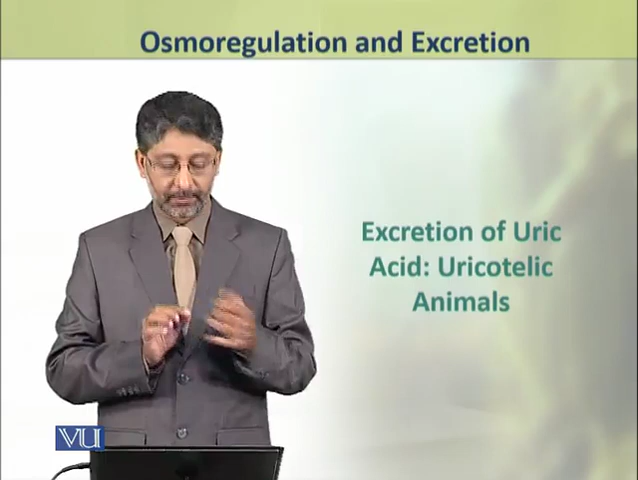 Osmoregulation and Excretion
Excretion of Uric
Acid: Uricotelic
Animals
VU